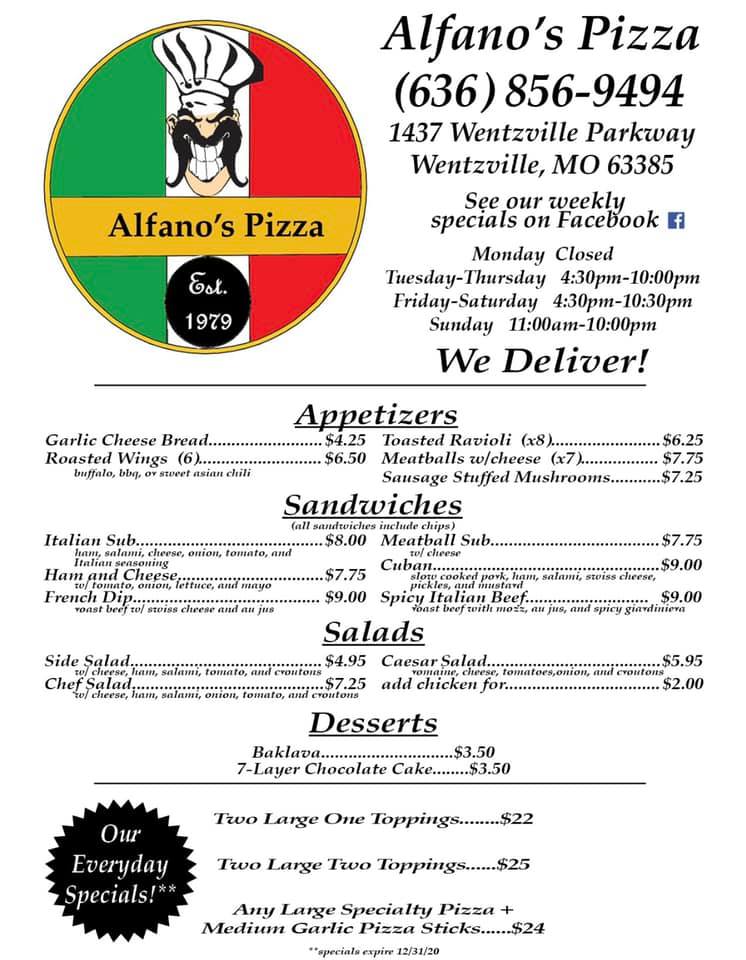 Alfano's Pizza
Est.
1979
Alfano's Pizza
(636) 856-9494
1437 Wentzville Parkway
Wentzville, MO 63385
See our weekly
specials on Facebook f
Monday Closed
Tuesday-Thursday 4:30pm-10:00pm
Friday-Saturday 4:30pm-10:30pm
Sunday 11:00am-10:00pm
We Deliver!
Appetizers
Garlic Cheese Bread.........................$4.25
Roasted Wings (6)...........................$6.50
buffalo, bbq, or sweet asian chili
Toasted Ravioli (x8)........................$6.25
Meatballs w/cheese (x7).................$7.75
Sausage Stuffed Mushrooms...........$7.25
Sandwiches
(all sandwiches include chips)
Italian Sub.........................................$8.00
ham, salami, cheese, onion, tomato, and
Italian seasoning
Ham and Cheese................................$7.75
w/ tomato, onion, lettuce, and mayo
French Dip......................................... $9.00
roast beef w/ swiss cheese and au jus
Meatball Sub.....................................$7.75
w/ cheese
Cuban.................................................$9.00
slow cooked pork, ham, salami, swiss cheese,
pickles, and mustard
Spicy Italian Beef........................... $9.00
roast beef with mozz, au jus, and spicy giardiniera
Salads
Side Salad.......................................... $4.95
w/ cheese, ham, salami, tomato, and croutons
Chef Salad..........................................$7.25
w/ cheese, ham, salami, onion, tomato, and croutons
Caesar Salad......................................$5.95
romaine, cheese, tomatoes,onion, and croutons
add chicken for.................................. $2.00
Desserts
Baklava.............................$3.50
7-Layer Chocolate Cake........$3.50
Our
Everyday
Specials!**
Two Large One Toppings........$22
Two Large Two Toppings......$25
Any Large Specialty Pizza +
Medium Garlic Pizza Sticks......$24
**specials expire 12/31/20